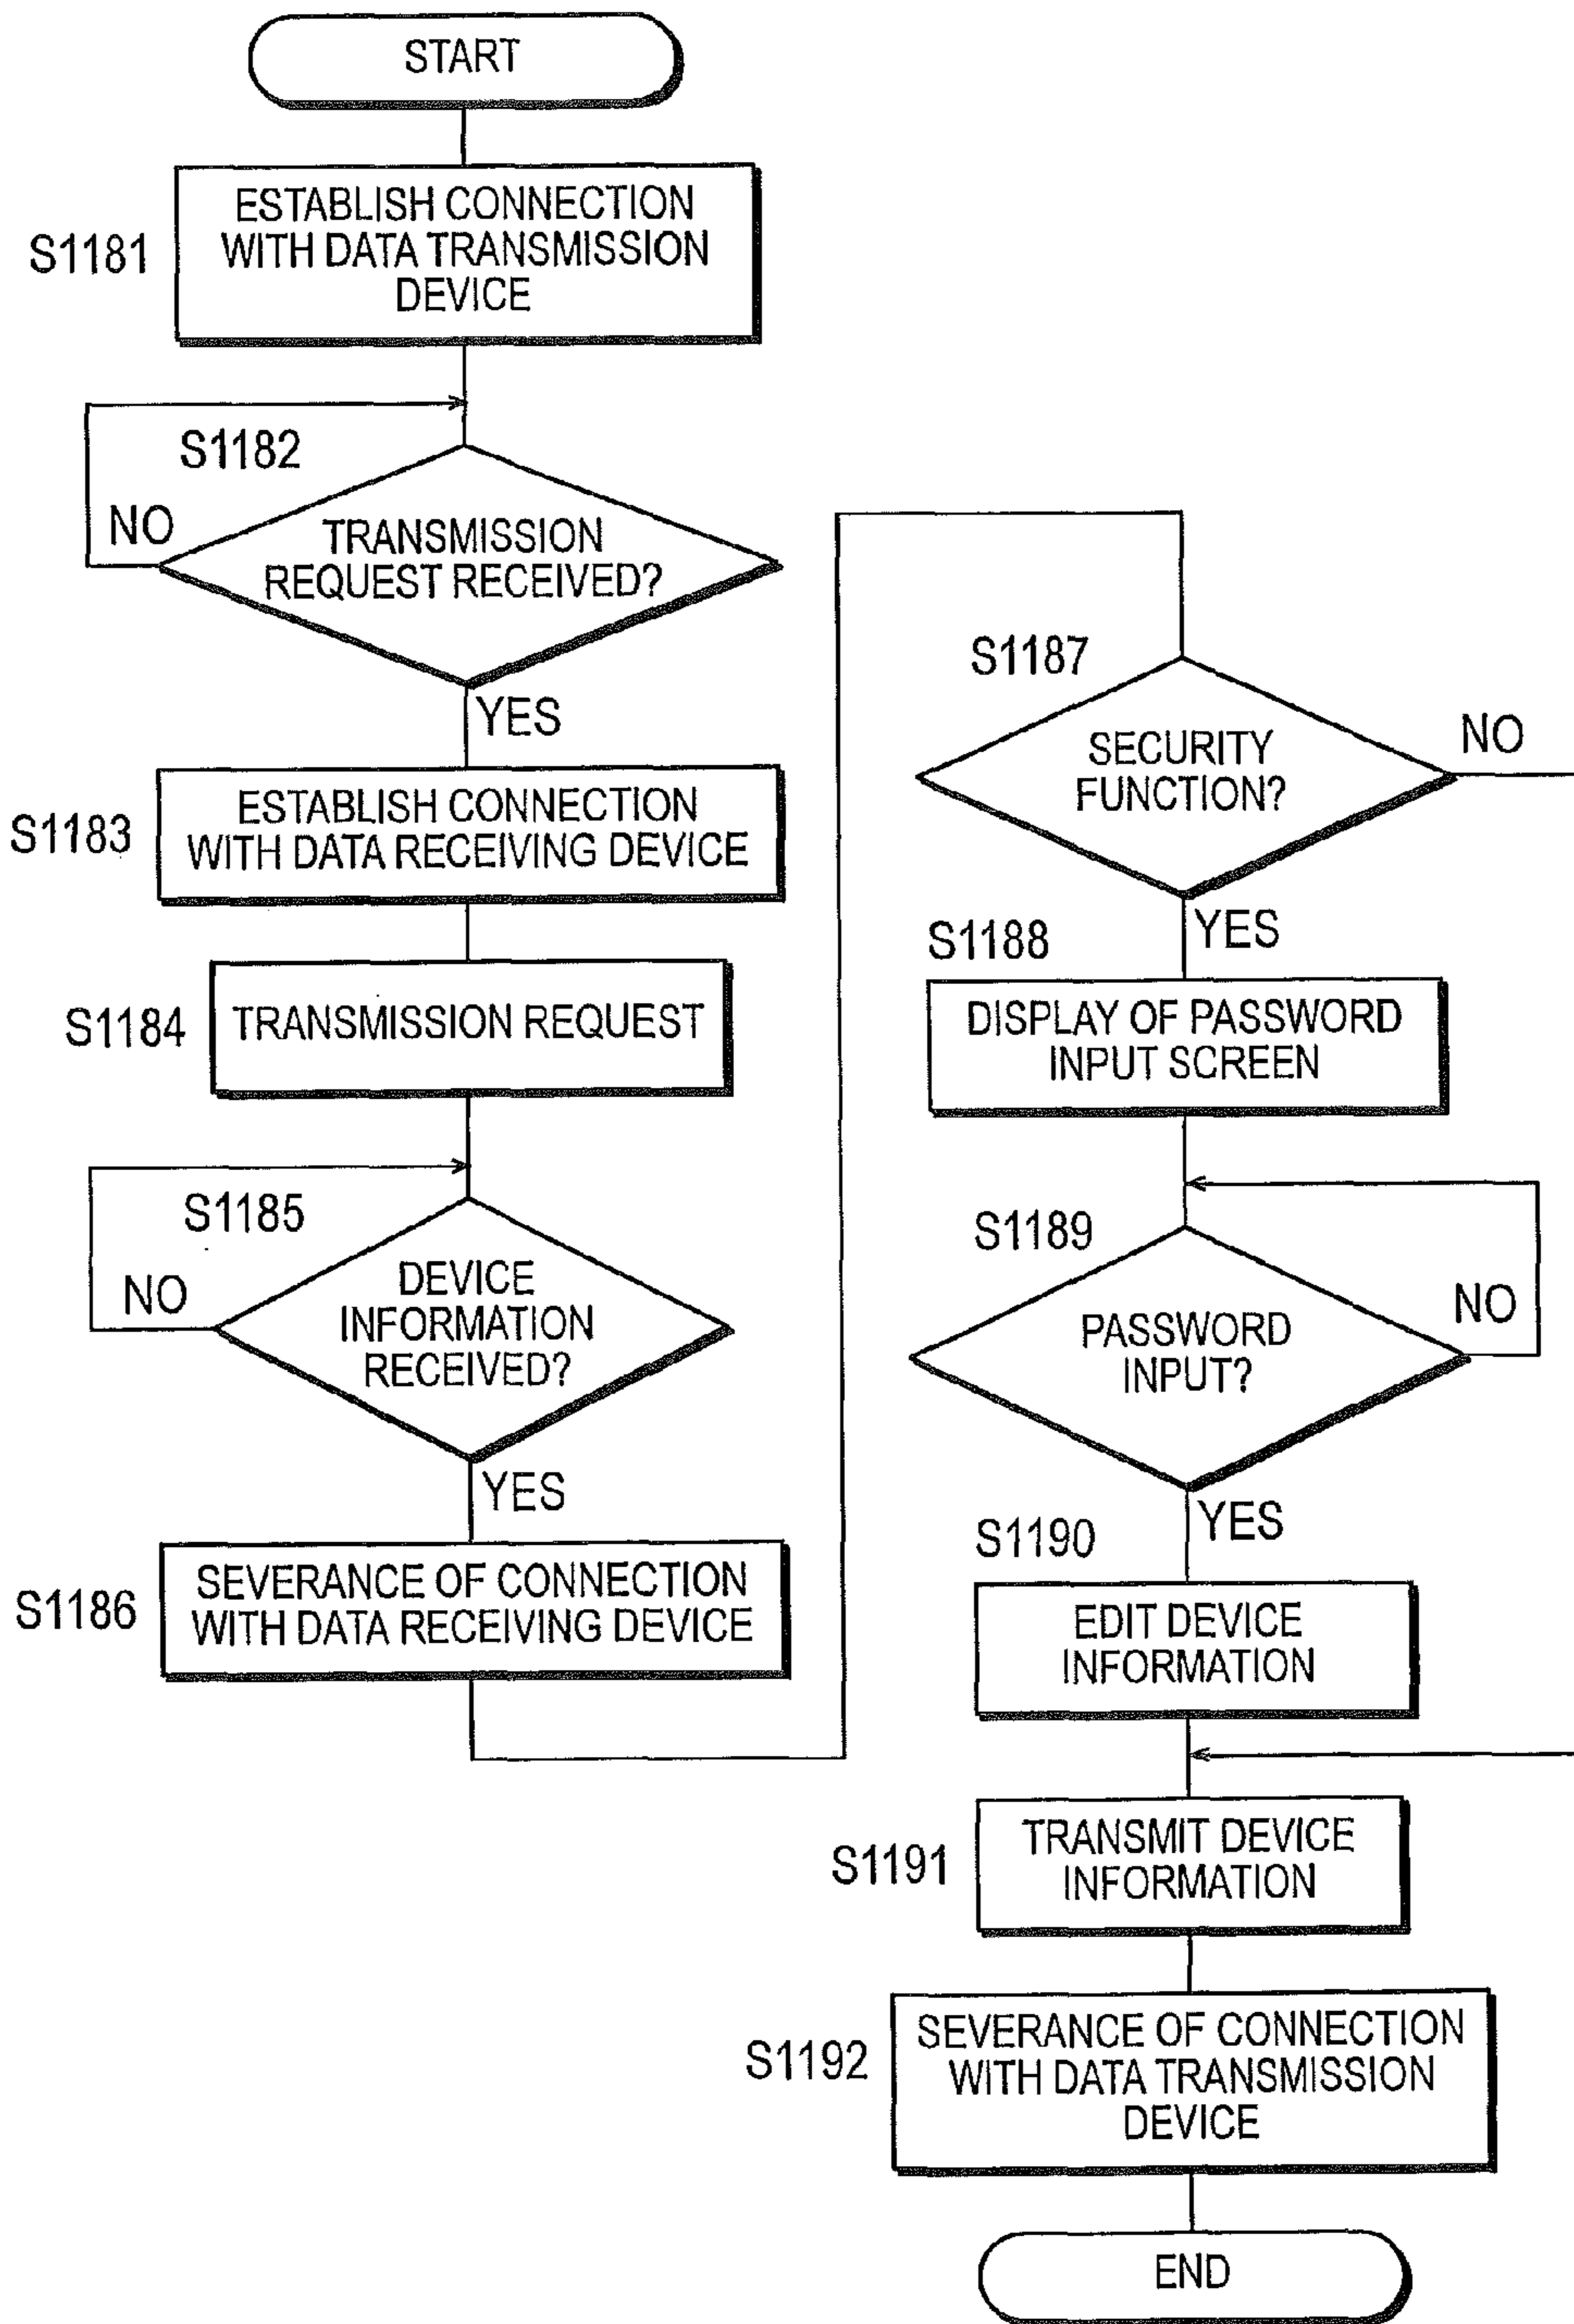 START
S1181
ESTABLISH CONNECTION
WITH DATA TRANSMISSION
DEVICE
S1182
NO
TRANSMISSION
REQUEST RECEIVED?
YES
S1183
ESTABLISH CONNECTION
WITH DATA RECEIVING DEVICE
S1184
TRANSMISSION REQUEST
S1185
NO
DEVICE
INFORMATION
RECEIVED?
YES
S1186
SEVERANCE OF CONNECTION
WITH DATA RECEIVING DEVICE
S1187
SECURITY
FUNCTION?
NO
YES
S1188
DISPLAY OF PASSWORD
INPUT SCREEN
S1189
PASSWORD
INPUT?
NO
YES
S1190
EDIT DEVICE
INFORMATION
S1191
TRANSMIT DEVICE
INFORMATION
S1192
SEVERANCE OF CONNECTION
WITH DATA TRANSMISSION
DEVICE
END